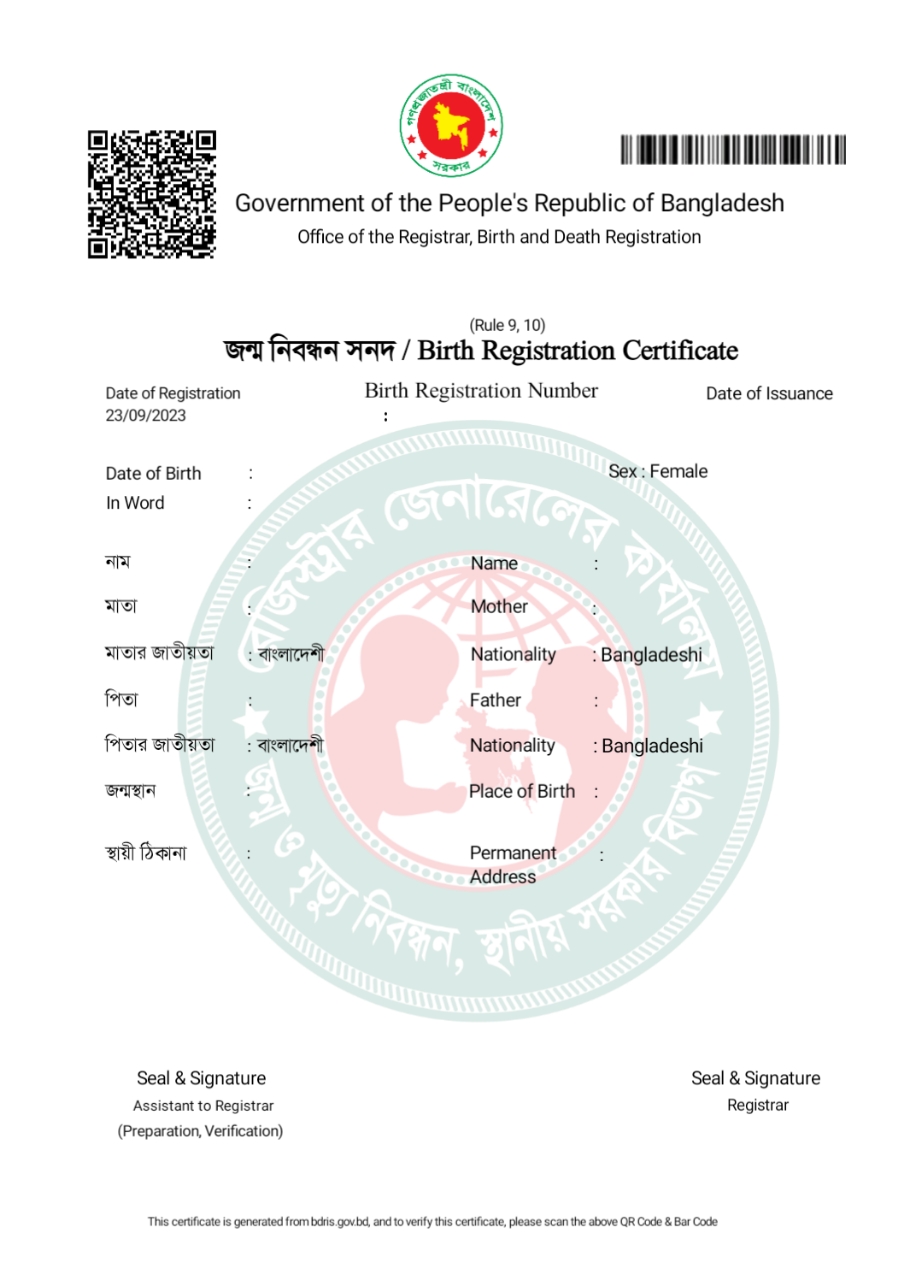 গণপ্রজাতন্ত্রী বাংলাদেশ
সরকার
Government of the People's Republic of Bangladesh
Office of the Registrar, Birth and Death Registration
(Rule 9, 10)
জন্ম নিবন্ধন সনদ / Birth Registration Certificate
Date of Registration
Birth Registration Number
Date of Issuance
23/09/2023
:
Date of Birth :
Sex : Female
In Word :
রেজিস্ট্রার জেনারেলের কার্যালয়
নাম :
Name :
মাতা :
Mother :
মাতার জাতীয়তা : বাংলাদেশী
Nationality : Bangladeshi
পিতা :
Father :
পিতার জাতীয়তা : বাংলাদেশী
Nationality : Bangladeshi
জন্মস্থান :
Place of Birth :
স্থায়ী ঠিকানা :
Permanent :
Address
জন্ম ও মৃত্যু নিবন্ধন, স্থানীয় সরকার বিভাগ
Seal & Signature
Seal & Signature
Assistant to Registrar
Registrar
(Preparation, Verification)
This certificate is generated from bdris.gov.bd, and to verify this certificate, please scan the above QR Code & Bar Code